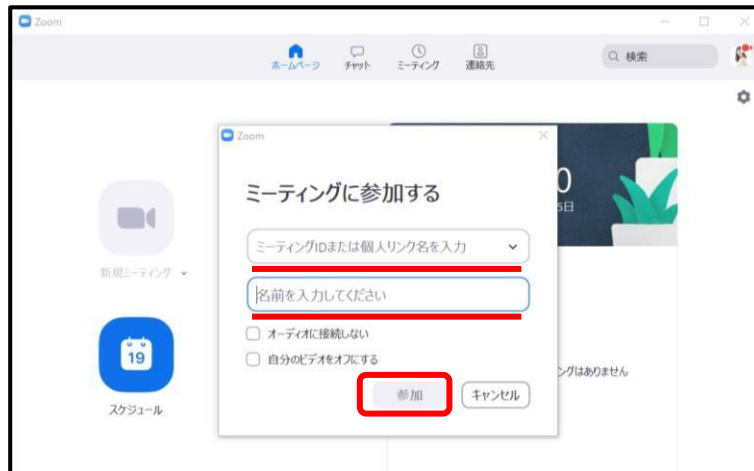 Zoom
ホームページ
チャット
ミーティング
連絡先
検索
Zoom
ミーティングに参加する
ミーティングIDまたは個人リンク名を入力
名前を入力してください
オーディオに接続しない
自分のビデオをオフにする
参加
キャンセル
新規ミーティング
19
スケジュール
0
5日
ングはありません